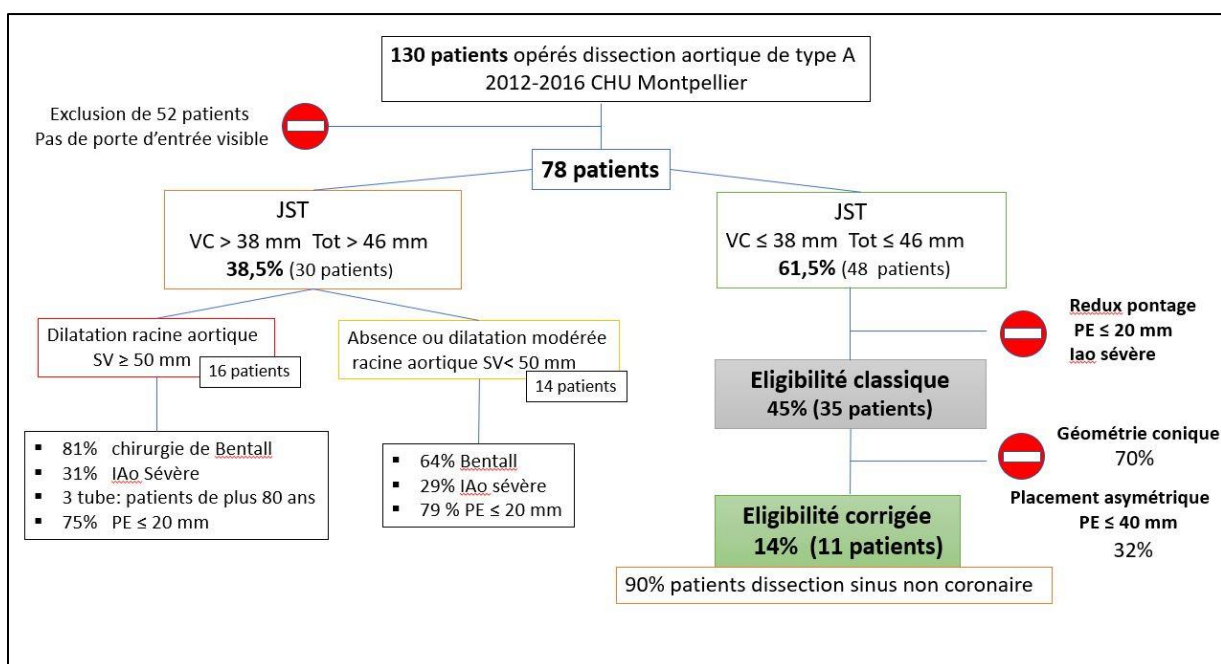 130 patients opérés dissection aortique de type A
2012-2016 CHU Montpellier
Exclusion de 52 patients
Pas de porte d'entrée visible
78 patients
JST
VC > 38 mm Tot > 46 mm
38,5% (30 patients)
JST
VC ≤ 38 mm Tot ≤ 46 mm
61,5% (48 patients)
Dilatation racine aortique
SV ≥ 50 mm
16 patients
Absence ou dilatation modérée
racine aortique SV< 50 mm
14 patients
Redux pontage
PE ≤ 20 mm
Iao sévère
Eligibilité classique
45% (35 patients)
▪ 81% chirurgie de Bentall
▪ 31% IAo Sévère
▪ 3 tube: patients de plus 80 ans
▪ 75% PE ≤ 20 mm
▪ 64% Bentall
▪ 29% IAo sévère
▪ 79 % PE ≤ 20 mm
Géométrie conique
70%
Placement asymétrique
PE ≤ 40 mm
32%
Eligibilité corrigée
14% (11 patients)
90% patients dissection sinus non coronaire